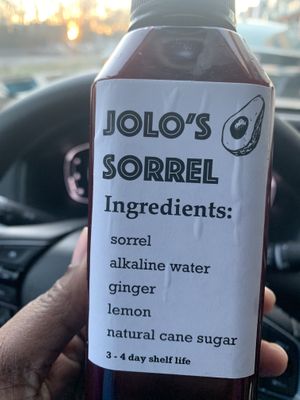 JOLO'S
SORREL
Ingredients:
sorrel
alkaline water
ginger
lemon
natural cane sugar
3 - 4 day shelf life